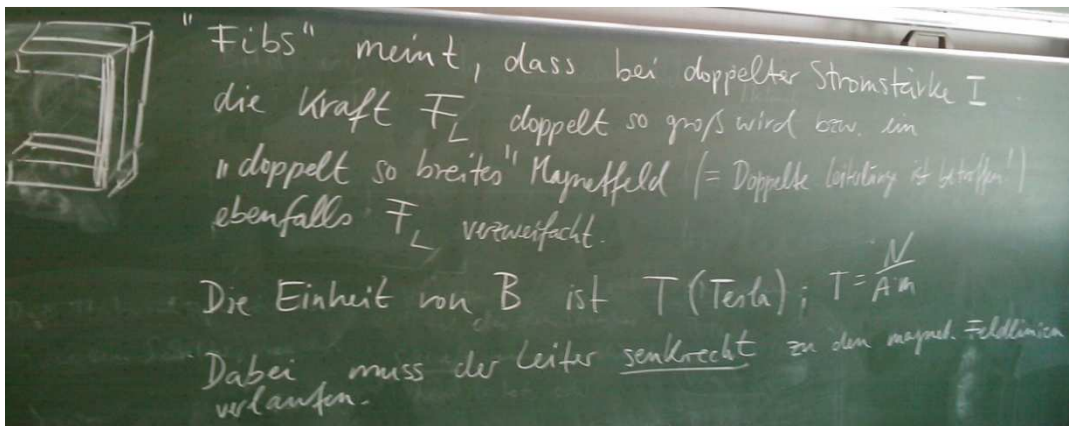 "Fibs" meint, dass bei doppelter Stromstärke I
die Kraft F_L doppelt so groß wird bzw. ein
„doppelt so breites" Magnetfeld (= Doppelte Leiterlänge ist betroffen!)
ebenfalls F_L verzweifacht.
Die Einheit von B ist T (Tesla); T = N/(A·m)
Dabei muss der Leiter senkrecht zu den magnet. Feldlinien
verlaufen.